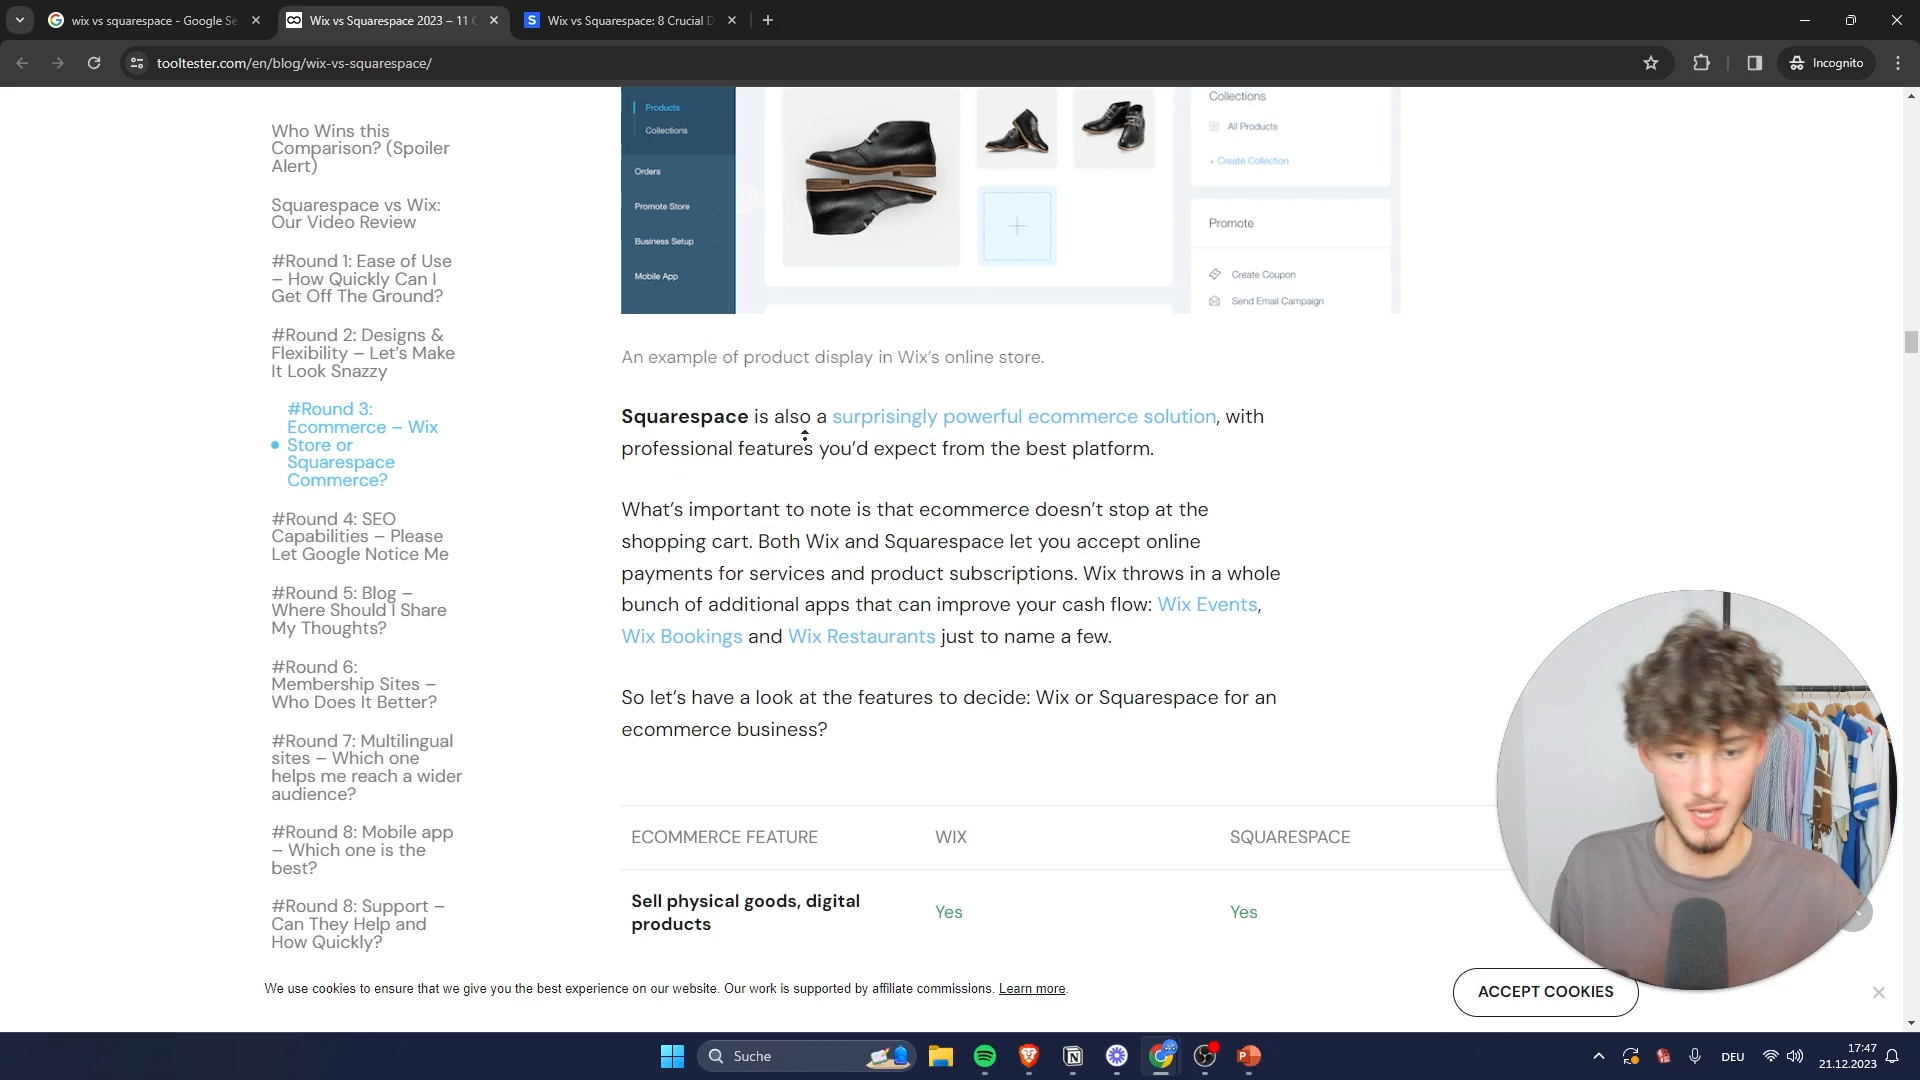 wix vs squarespace - Google Se
Wix vs Squarespace 2023 – 11 C
Wix vs Squarespace: 8 Crucial D
tooltester.com/en/blog/wix-vs-squarespace/
Incognito
Who Wins this
Comparison? (Spoiler
Alert)
Squarespace vs Wix:
Our Video Review
#Round 1: Ease of Use
– How Quickly Can I
Get Off The Ground?
#Round 2: Designs &
Flexibility – Let's Make
It Look Snazzy
#Round 3:
Ecommerce – Wix
Store or
Squarespace
Commerce?
#Round 4: SEO
Capabilities – Please
Let Google Notice Me
#Round 5: Blog –
Where Should I Share
My Thoughts?
#Round 6:
Membership Sites –
Who Does It Better?
#Round 7: Multilingual
sites – Which one
helps me reach a wider
audience?
#Round 8: Mobile app
– Which one is the
best?
#Round 8: Support –
Can They Help and
How Quickly?
Products
Collections
Orders
Promote Store
Business Setup
Mobile App
Collections
All Products
+ Create Collection
Promote
Create Coupon
Send Email Campaign
An example of product display in Wix's online store.
Squarespace is also a surprisingly powerful ecommerce solution, with
professional features you'd expect from the best platform.
What's important to note is that ecommerce doesn't stop at the
shopping cart. Both Wix and Squarespace let you accept online
payments for services and product subscriptions. Wix throws in a whole
bunch of additional apps that can improve your cash flow: Wix Events,
Wix Bookings and Wix Restaurants just to name a few.
So let's have a look at the features to decide: Wix or Squarespace for an
ecommerce business?
ECOMMERCE FEATURE WIX SQUARESPACE
Sell physical goods, digital
products
Yes Yes
We use cookies to ensure that we give you the best experience on our website. Our work is supported by affiliate commissions. Learn more.
ACCEPT COOKIES
Suche
DEU
17:47
21.12.2023